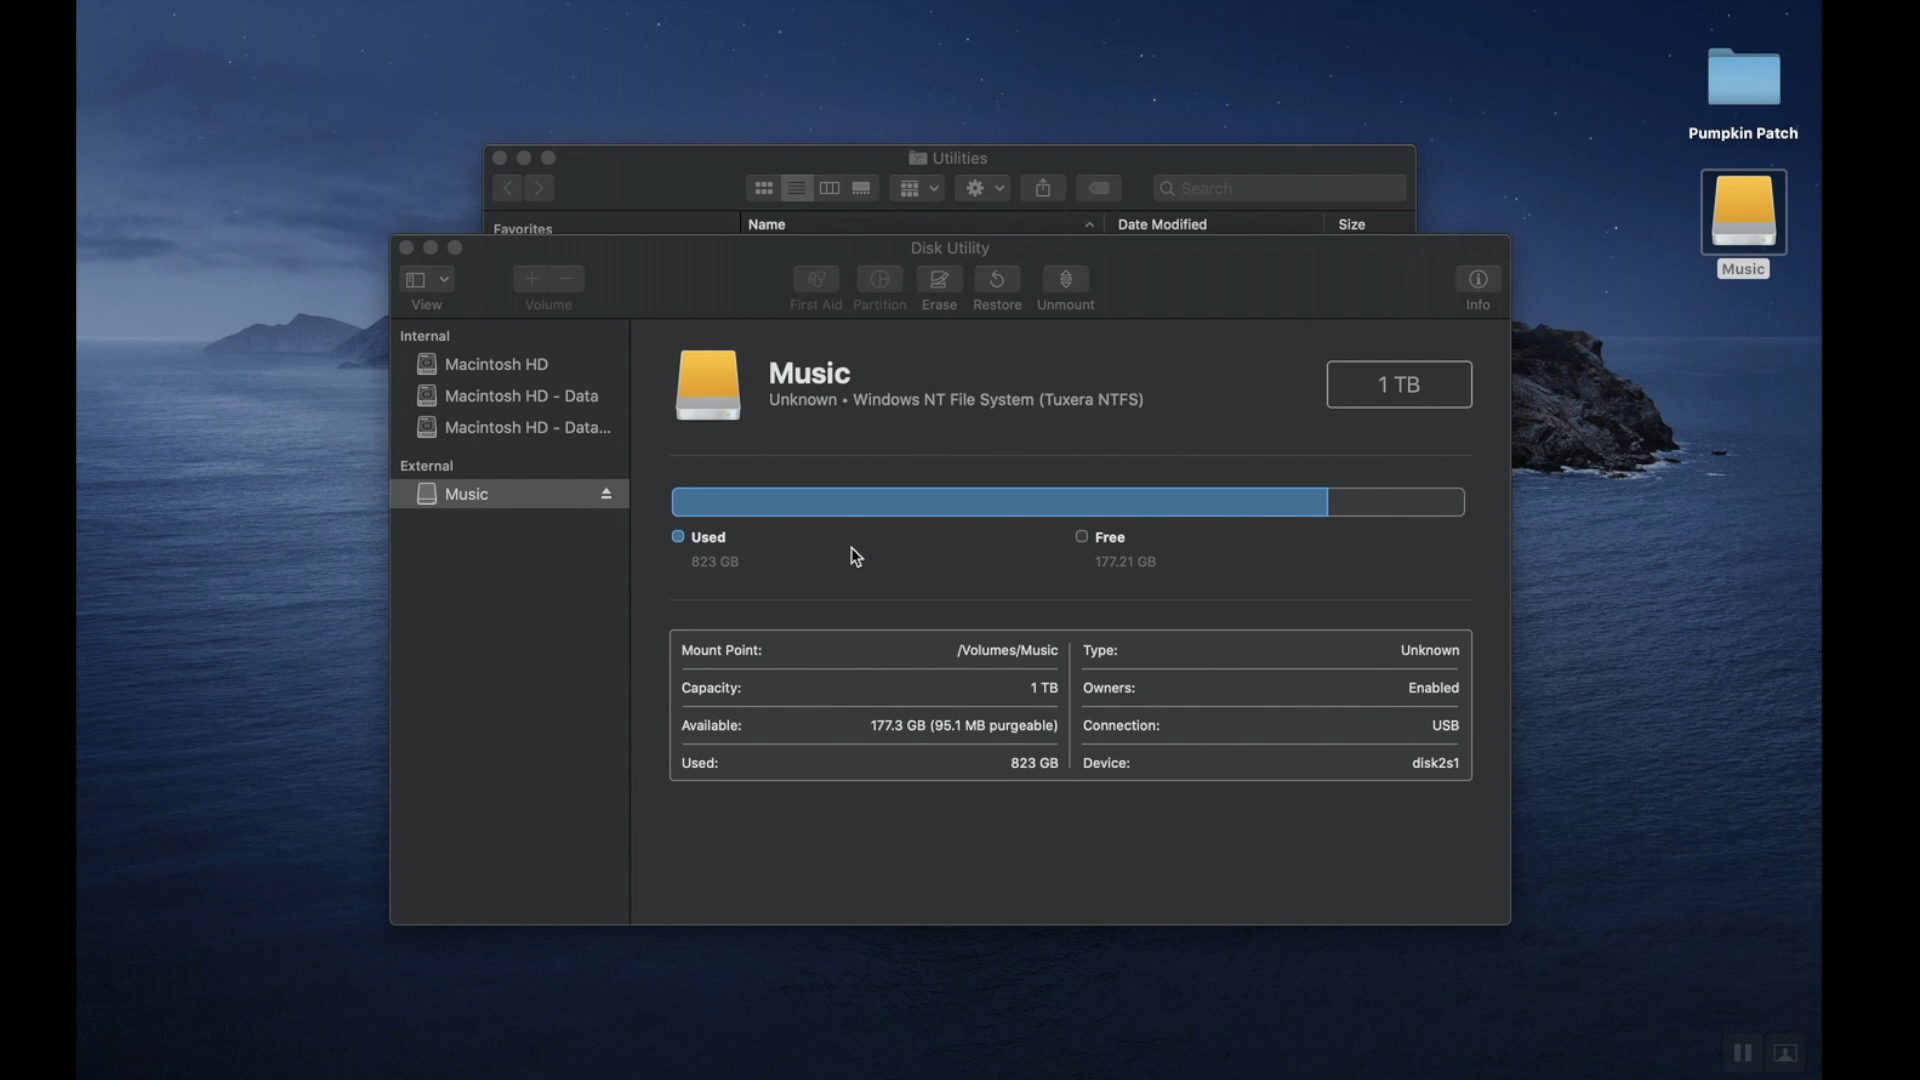 Pumpkin Patch
Music
Utilities
Search
Favorites
Name
Date Modified
Size
Disk Utility
View
Volume
First Aid
Partition
Erase
Restore
Unmount
Info
Internal
Macintosh HD
Macintosh HD - Data
Macintosh HD - Data...
External
Music
Music
Unknown • Windows NT File System (Tuxera NTFS)
1 TB
Used
823 GB
Free
177.21 GB
Mount Point: /Volumes/Music
Type: Unknown
Capacity: 1 TB
Owners: Enabled
Available: 177.3 GB (95.1 MB purgeable)
Connection: USB
Used: 823 GB
Device: disk2s1